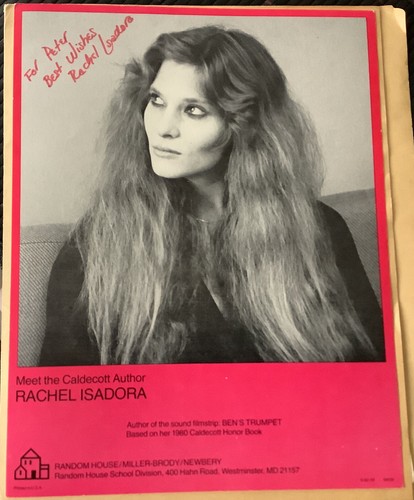 For Peter
Best Wishes
Rachel Isadora
Meet the Caldecott Author
RACHEL ISADORA
Author of the sound filmstrip: BEN'S TRUMPET
Based on her 1980 Caldecott Honor Book
RANDOM HOUSE/MILLER-BRODY/NEWBERY
Random House School Division, 400 Hahn Road, Westminster, MD 21157